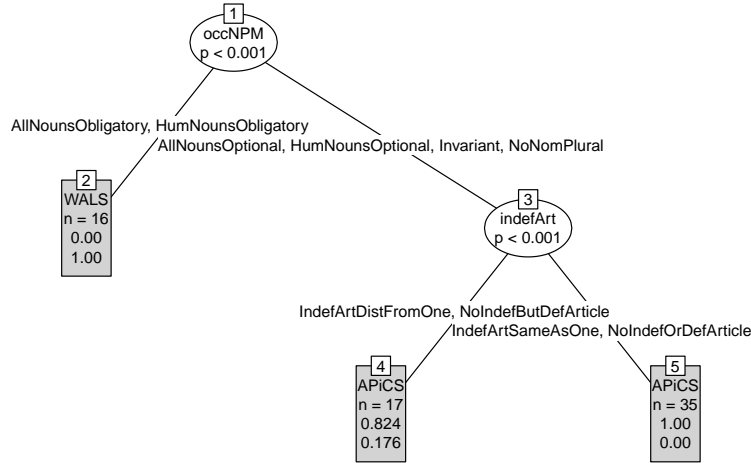 1
occNPM
p < 0.001
AllNounsObligatory, HumNounsObligatory
AllNounsOptional, HumNounsOptional, Invariant, NoNomPlural
2
WALS
n = 16
0.00
1.00
3
indefArt
p < 0.001
IndefArtDistFromOne, NoIndefButDefArticle
IndefArtSameAsOne, NoIndefOrDefArticle
4
APiCS
n = 17
0.824
0.176
5
APiCS
n = 35
1.00
0.00